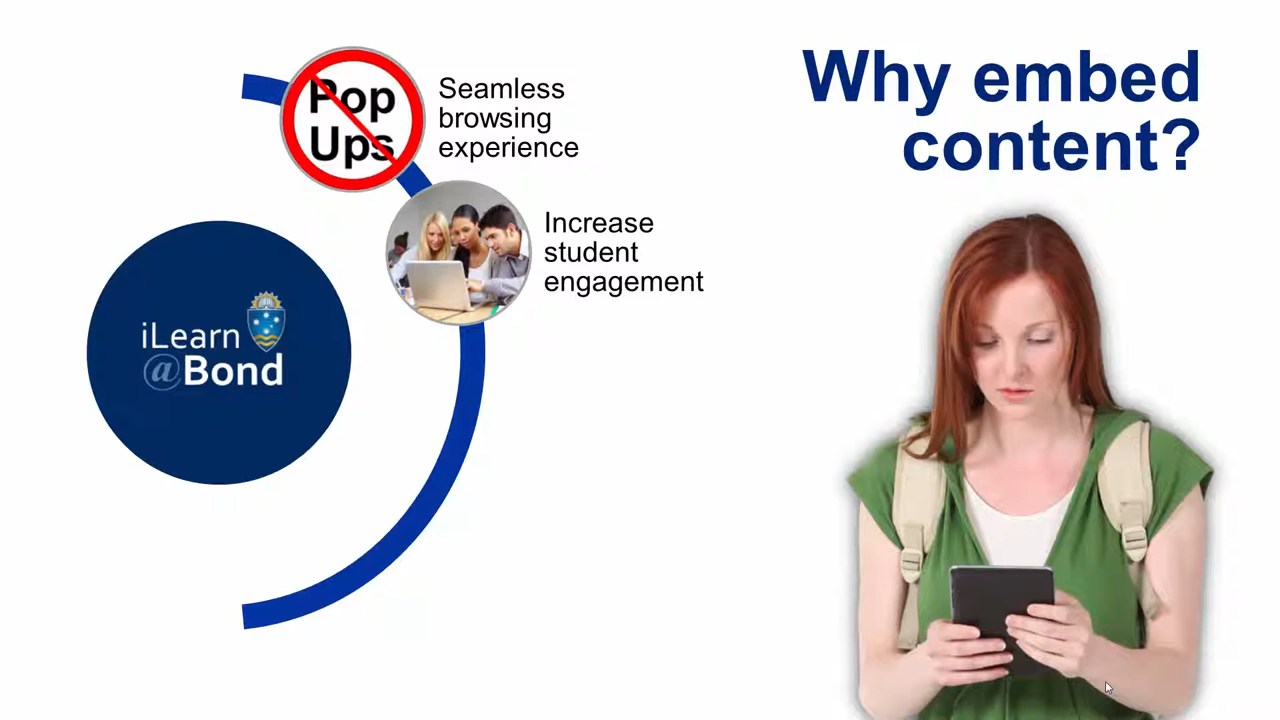 Why embed
content?
Pop
Ups
Seamless
browsing
experience
Increase
student
engagement
iLearn
@Bond